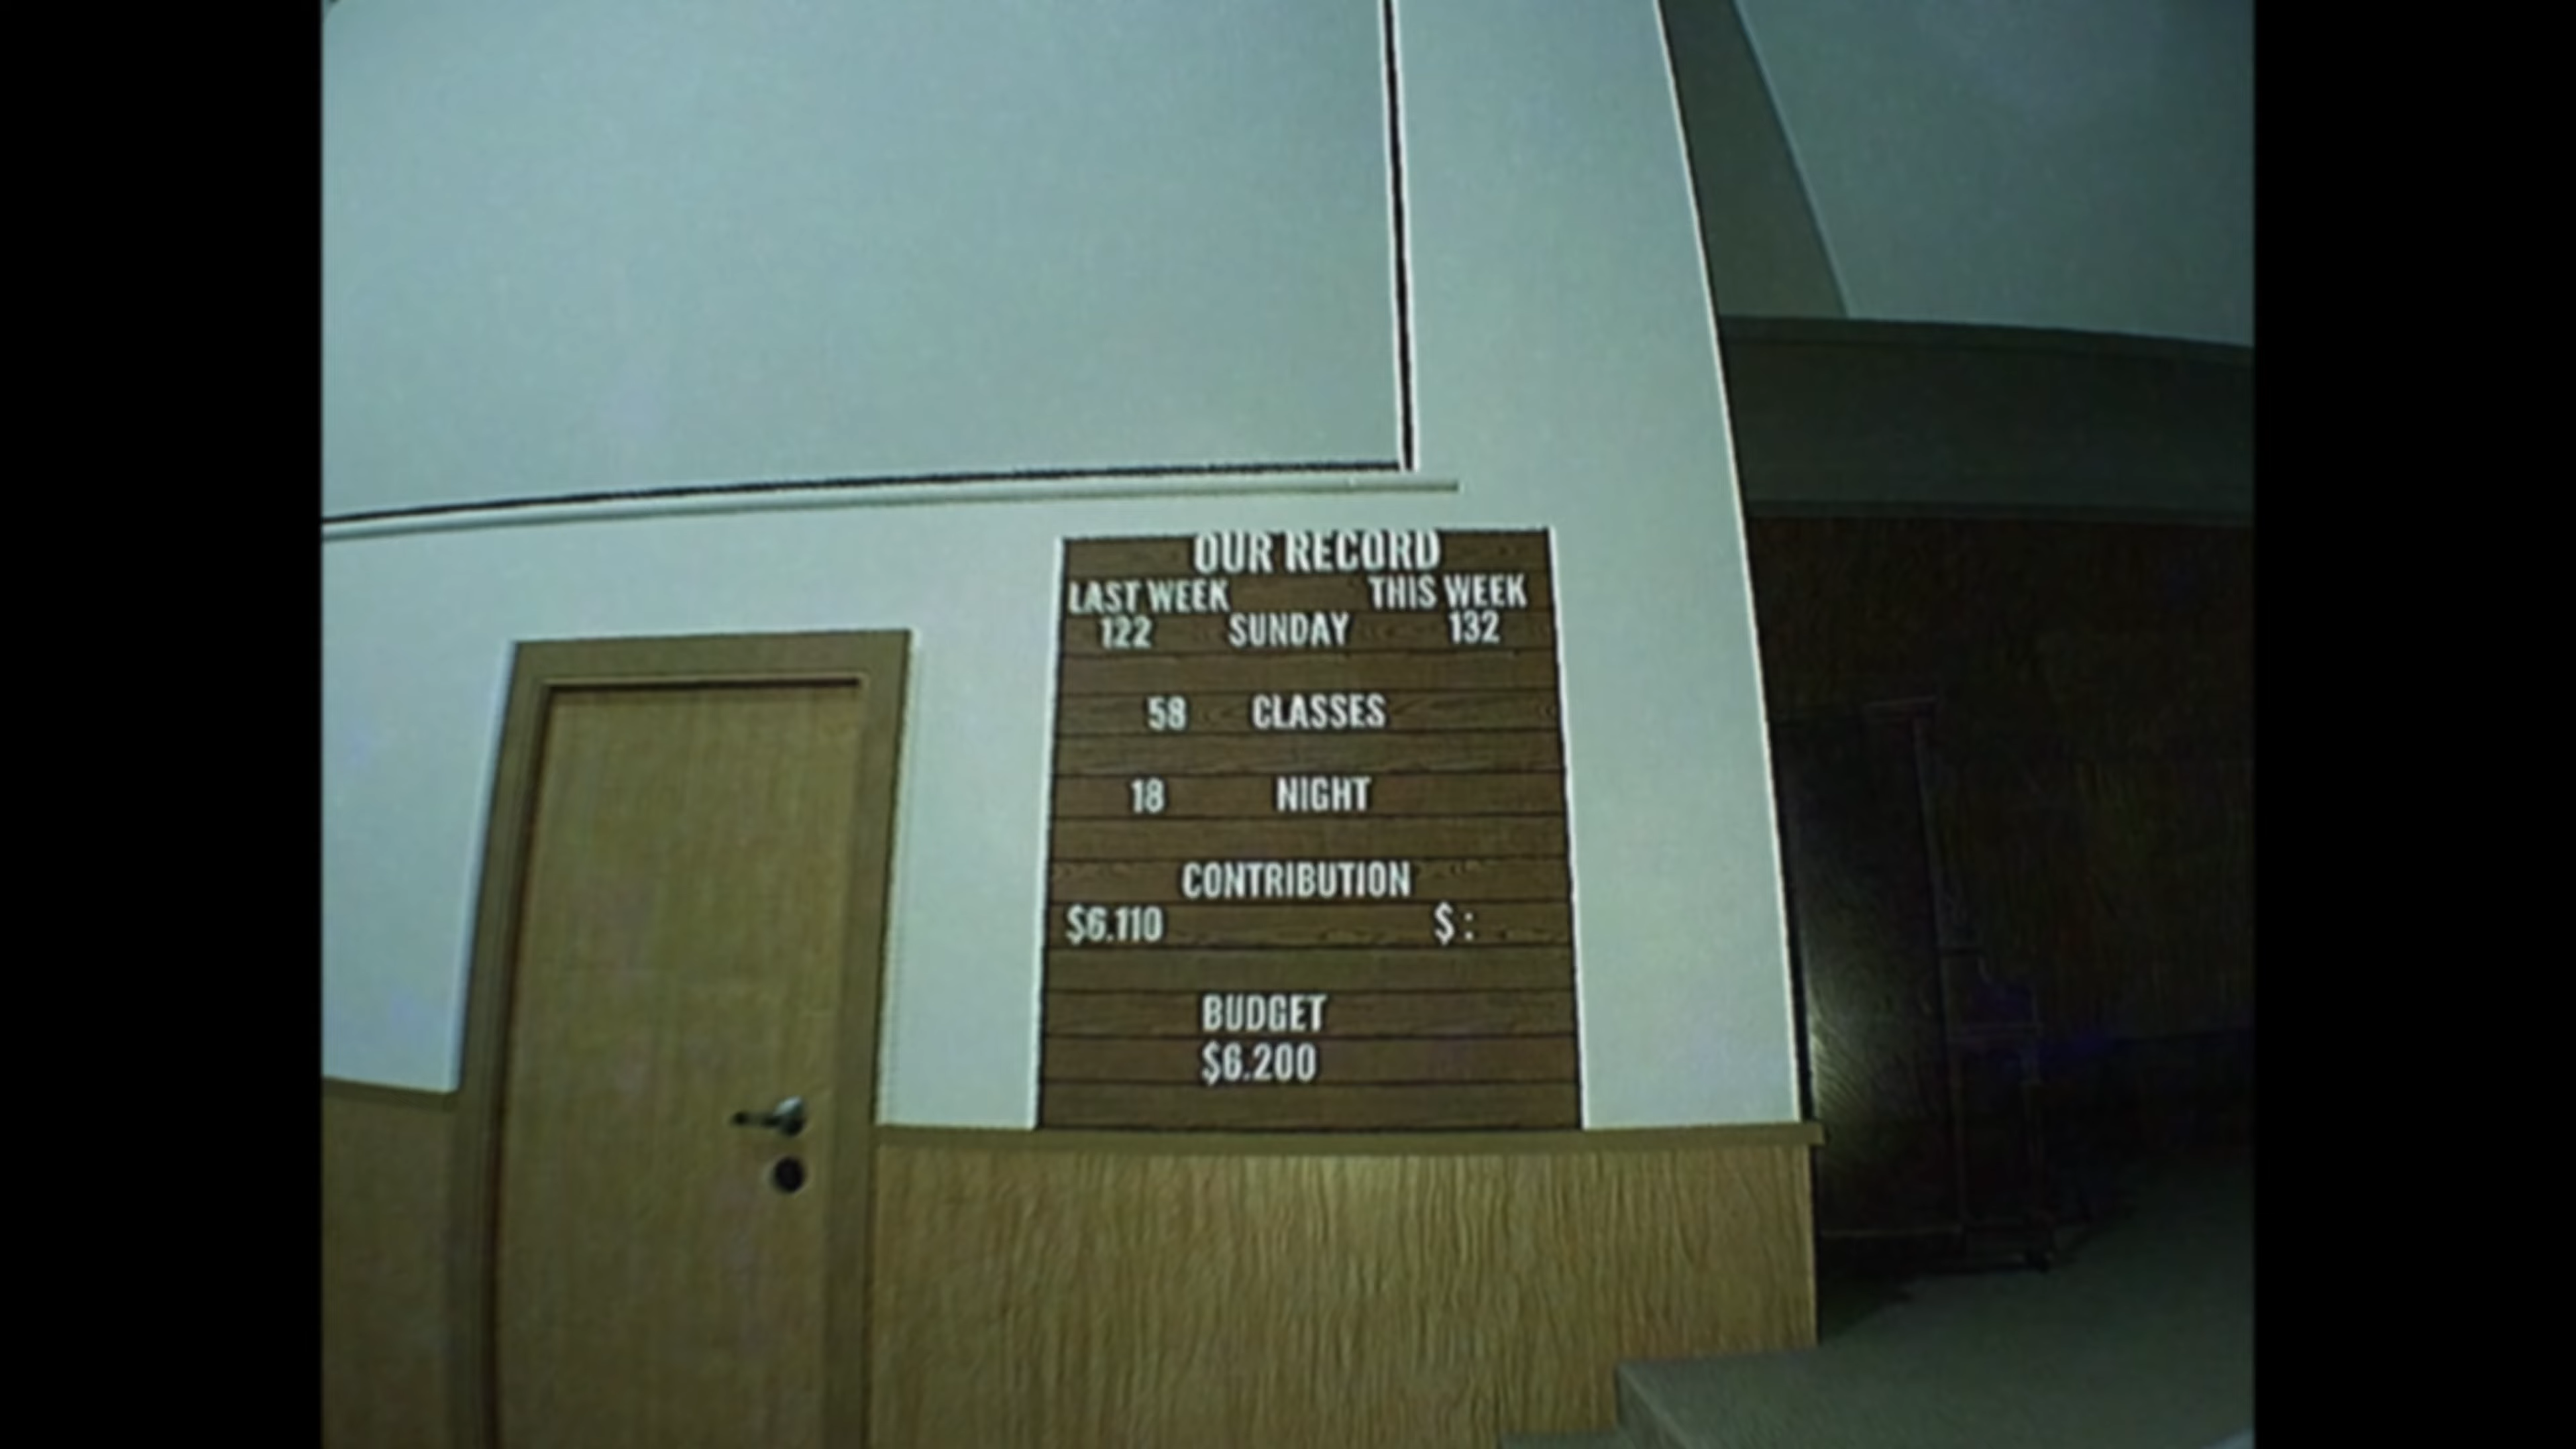 OUR RECORD
LAST WEEK THIS WEEK
122 SUNDAY 132
58 CLASSES
18 NIGHT
CONTRIBUTION
$6.110 $ :
BUDGET
$6.200